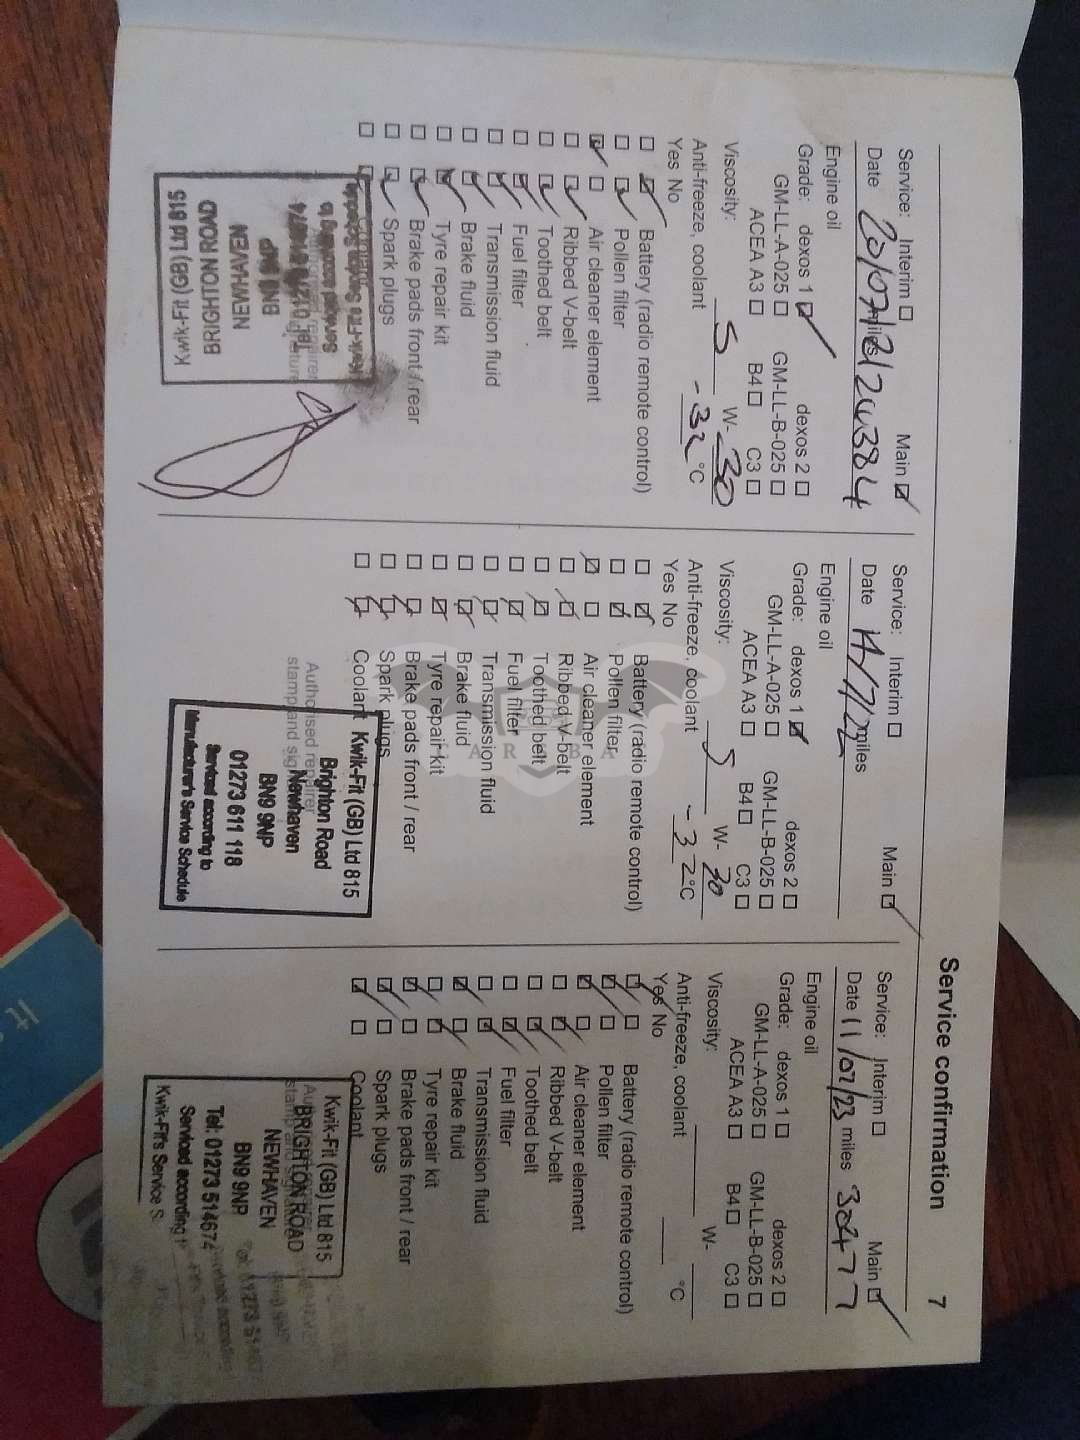 Service confirmation 7
Service: Interim ☐ Main ☑
Date 20/07/21 miles 20384
Engine oil
Grade: dexos 1 ☑ dexos 2 ☐
GM-LL-A-025 ☐ GM-LL-B-025 ☐
ACEA A3 ☐ B4 ☐ C3 ☐
Viscosity: 5 W- 30
Anti-freeze, coolant -32 °C
Yes No
☐ ☑ Battery (radio remote control)
☐ ☑ Pollen filter
☑ ☐ Air cleaner element
☐ ☑ Ribbed V-belt
☐ ☑ Toothed belt
☐ ☑ Fuel filter
☐ ☑ Transmission fluid
☐ ☑ Brake fluid
☐ ☑ Tyre repair kit
☐ ☑ Brake pads front / rear
☐ ☑ Spark plugs
Kwik-Fit (GB) Ltd 815
BRIGHTON ROAD
NEWHAVEN
Service: Interim ☐ Main ☑
Date 14/7/22 miles
Engine oil
Grade: dexos 1 ☑ dexos 2 ☐
GM-LL-A-025 ☐ GM-LL-B-025 ☐
ACEA A3 ☐ B4 ☐ C3 ☐
Viscosity: 5 W- 30
Anti-freeze, coolant -32 °C
Yes No
☐ ☑ Battery (radio remote control)
☐ ☑ Pollen filter
☑ ☐ Air cleaner element
☐ ☑ Ribbed V-belt
☐ ☑ Toothed belt
☐ ☑ Fuel filter
☐ ☑ Transmission fluid
☐ ☑ Brake fluid
☐ ☑ Tyre repair kit
☐ ☑ Brake pads front / rear
☐ ☑ Spark plugs
☐ ☑ Coolant
Authorised repairer
stamp and
Kwik-Fit (GB) Ltd 815
Brighton Road
Newhaven
BN9 9NP
01273 611 118
Serviced according to
Manufacturer's Service Schedule
Service: Interim ☐ Main ☑
Date 11/07/23 miles 30477
Engine oil
Grade: dexos 1 ☐ dexos 2 ☐
GM-LL-A-025 ☐ GM-LL-B-025 ☐
ACEA A3 ☐ B4 ☐ C3 ☐
Viscosity: W-
Anti-freeze, coolant °C
Yes No
☑ ☐ Battery (radio remote control)
☑ ☐ Pollen filter
☑ ☐ Air cleaner element
☐ ☑ Ribbed V-belt
☐ ☑ Toothed belt
☐ ☑ Fuel filter
☐ ☑ Transmission fluid
☑ ☐ Brake fluid
☐ ☑ Tyre repair kit
☑ ☐ Brake pads front / rear
☑ ☐ Spark plugs
☑ ☐ Coolant
Kwik-Fit (GB) Ltd 815
BRIGHTON ROAD
NEWHAVEN
BN9 9NP
Tel: 01273 514674
Serviced according
Kwik-Fit's Service